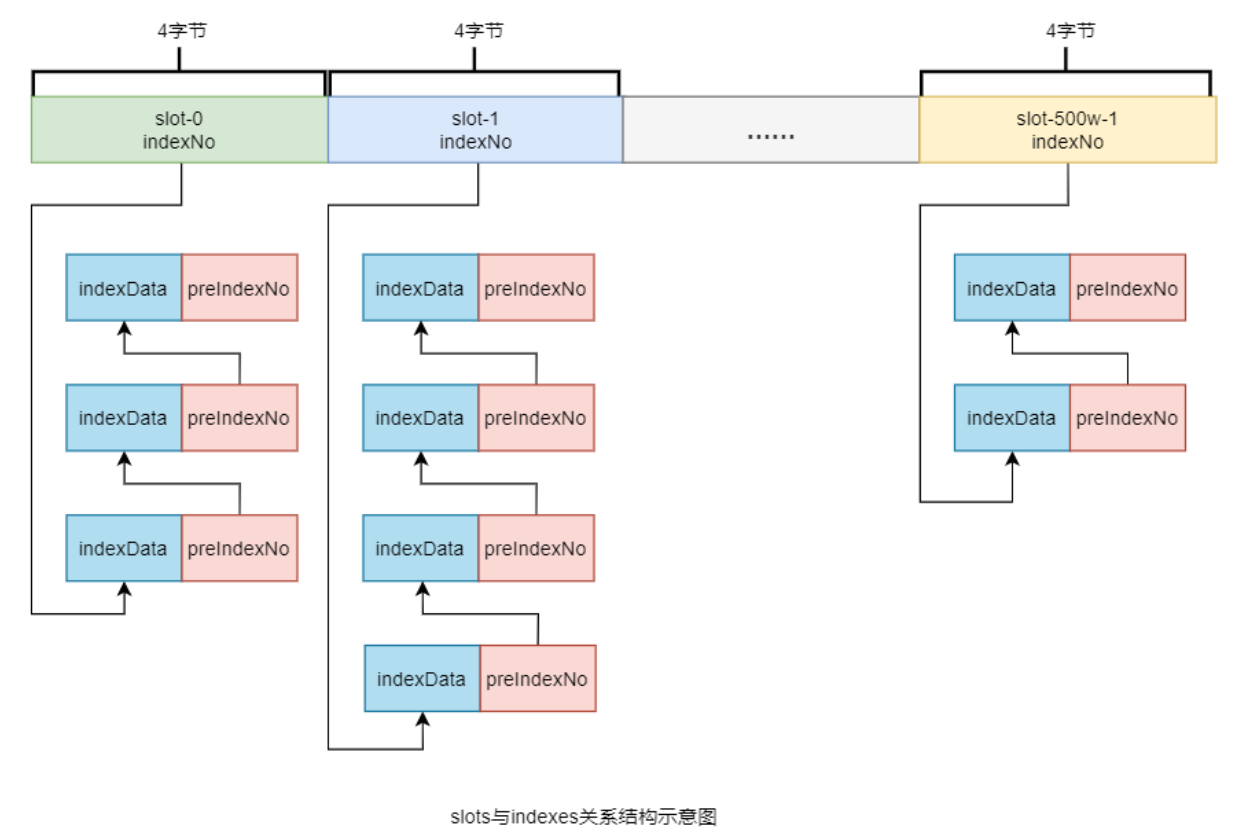 4字节
4字节
4字节
slot-0
indexNo
slot-1
indexNo
......
slot-500w-1
indexNo
indexData preIndexNo
indexData preIndexNo
indexData preIndexNo
indexData preIndexNo
indexData preIndexNo
indexData preIndexNo
indexData preIndexNo
indexData preIndexNo
indexData preIndexNo
slots与indexes关系结构示意图